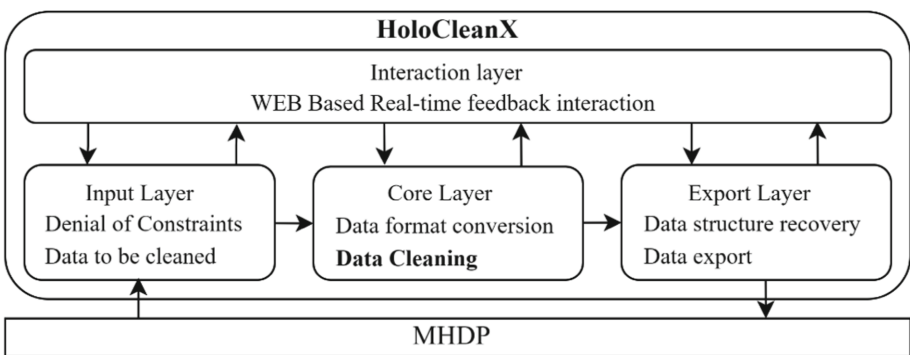 HoloCleanX
Interaction layer
WEB Based Real-time feedback interaction
Input Layer
Denial of Constraints
Data to be cleaned
Core Layer
Data format conversion
Data Cleaning
Export Layer
Data structure recovery
Data export
MHDP